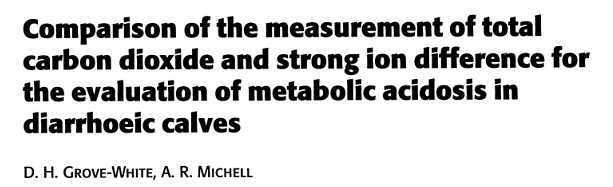 Comparison of the measurement of total
carbon dioxide and strong ion difference for
the evaluation of metabolic acidosis in
diarrhoeic calves
D. H. GROVE-WHITE, A. R. MICHELL